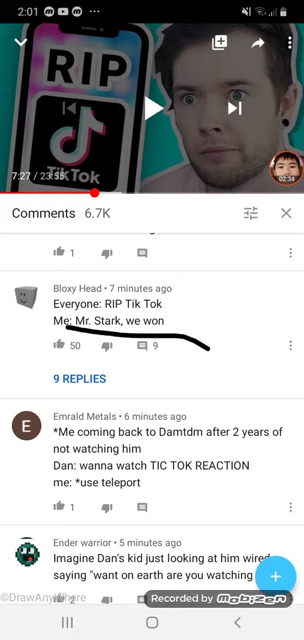 2:01
RIP
TikTok
7:27 / 23:55
02:34
Comments 6.7K
1
Bloxy Head • 7 minutes ago
Everyone: RIP Tik Tok
Me: Mr. Stark, we won
50 9
9 REPLIES
E
Emrald Metals • 6 minutes ago
*Me coming back to Damtdm after 2 years of
not watching him
Dan: wanna watch TIC TOK REACTION
me: *use teleport
1
Ender warrior • 5 minutes ago
Imagine Dan's kid just looking at him wired
saying "want on earth are you watching
2
©DrawAnywhere
Recorded by Mobizen